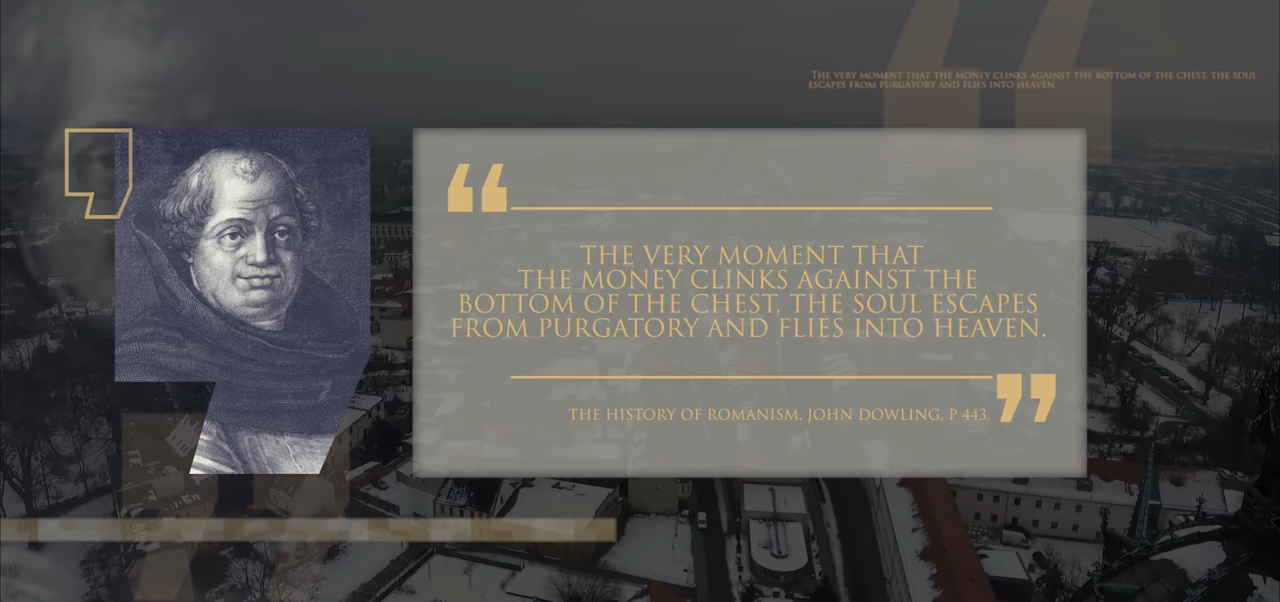 THE VERY MOMENT THAT THE MONEY CLINKS AGAINST THE BOTTOM OF THE CHEST, THE SOUL
ESCAPES FROM PURGATORY AND FLIES INTO HEAVEN.
“
THE VERY MOMENT THAT
THE MONEY CLINKS AGAINST THE
BOTTOM OF THE CHEST, THE SOUL ESCAPES
FROM PURGATORY AND FLIES INTO HEAVEN.
”
THE HISTORY OF ROMANISM, JOHN DOWLING, P 443.